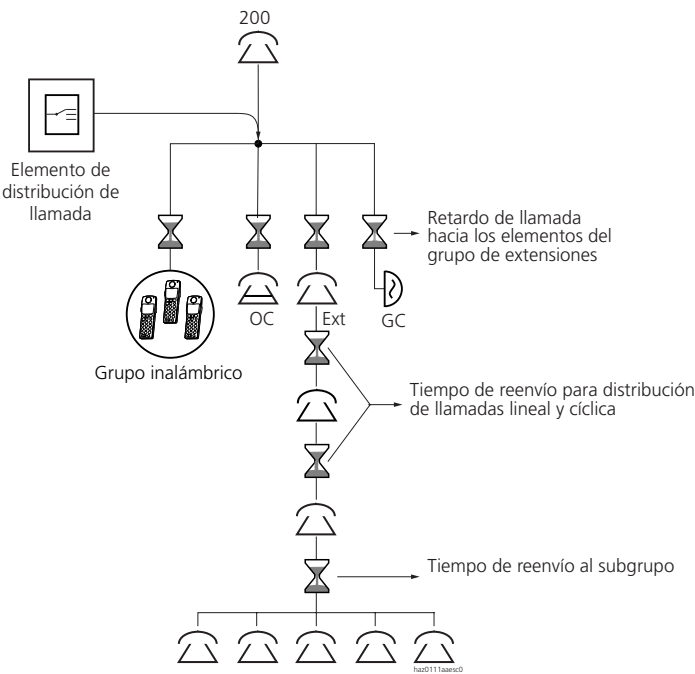 200
Elemento de
distribución de
llamada
Retardo de llamada
hacia los elementos del
grupo de extensiones
OC
Ext
GC
Grupo inalámbrico
Tiempo de reenvío para distribución
de llamadas lineal y cíclica
Tiempo de reenvío al subgrupo
haz0111aaesc0